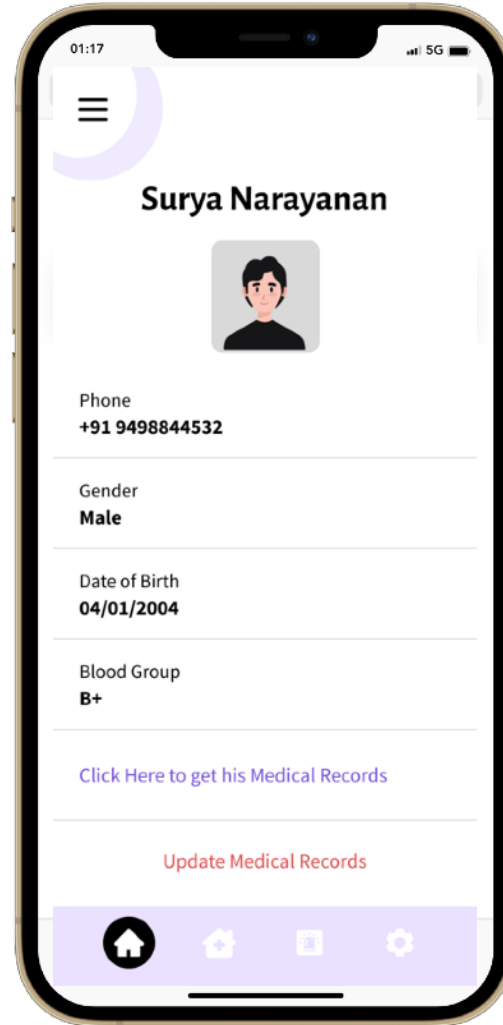 01:17
5G
Surya Narayanan
Phone
+91 9498844532
Gender
Male
Date of Birth
04/01/2004
Blood Group
B+
Click Here to get his Medical Records
Update Medical Records